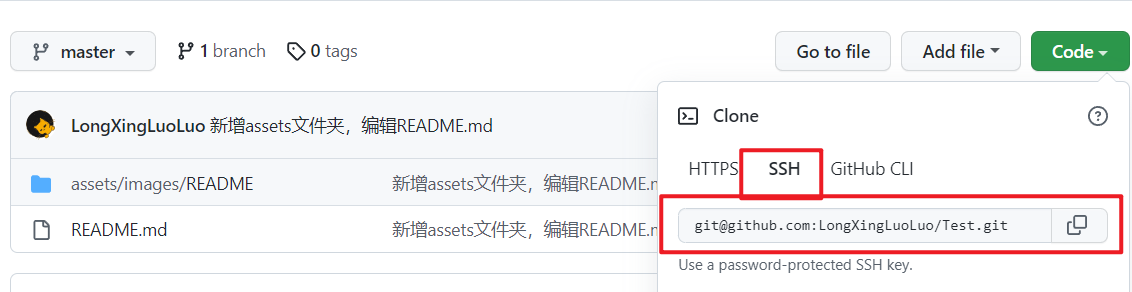 master 1 branch 0 tags Go to file Add file Code
LongXingLuoLuo 新增assets文件夹，编辑README.md
Clone
HTTPS SSH GitHub CLI
assets/images/README 新增assets文件夹，编辑README.m
README.md 新增assets文件夹，编辑README.m
git@github.com:LongXingLuoLuo/Test.git
Use a password-protected SSH key.